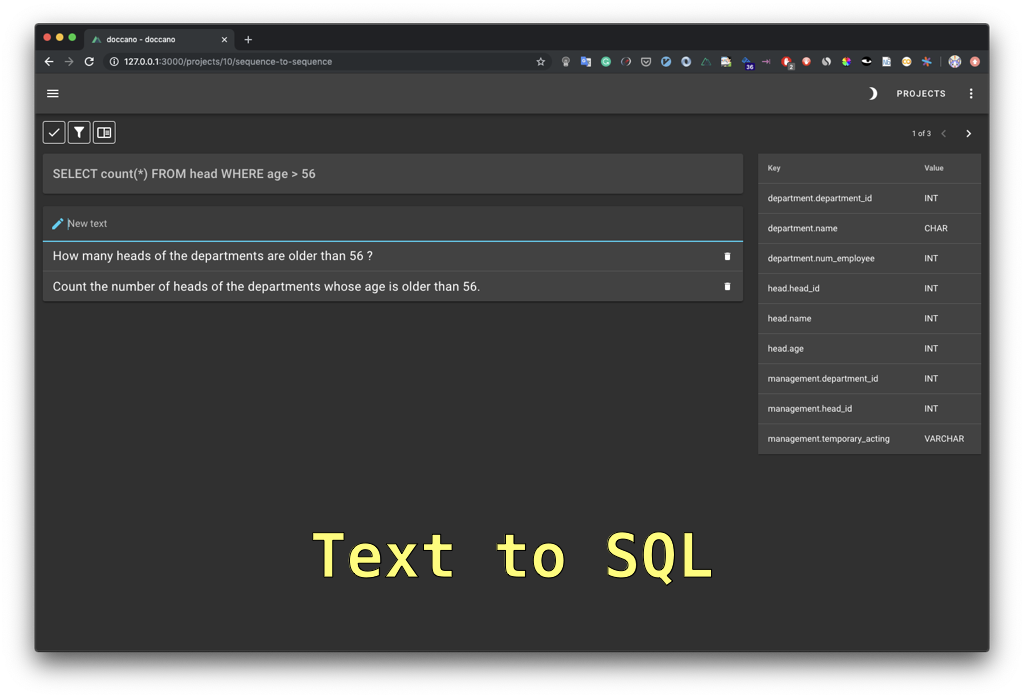 doccano - doccano
127.0.0.1:3000/projects/10/sequence-to-sequence
36
2
PROJECTS
1 of 3
SELECT count(*) FROM head WHERE age > 56
New text
How many heads of the departments are older than 56 ?
Count the number of heads of the departments whose age is older than 56.
Key Value
department.department_id INT
department.name CHAR
department.num_employee INT
head.head_id INT
head.name INT
head.age INT
management.department_id INT
management.head_id INT
management.temporary_acting VARCHAR
Text to SQL